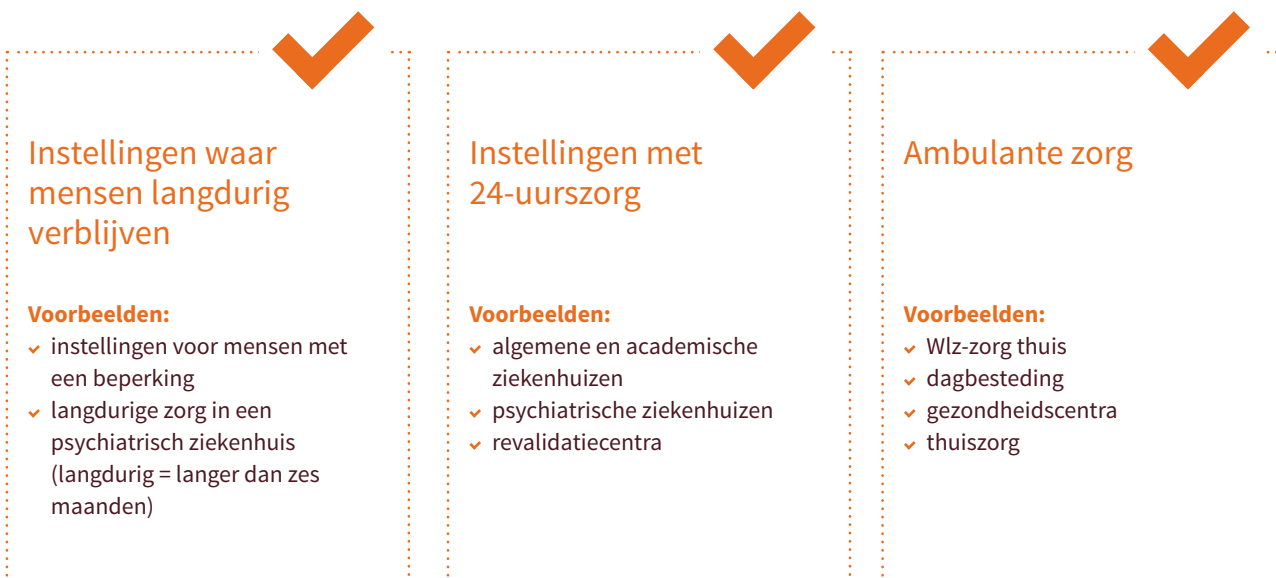 Instellingen waar
mensen langdurig
verblijven
Voorbeelden:
instellingen voor mensen met
een beperking
langdurige zorg in een
psychiatrisch ziekenhuis
(langdurig = langer dan zes
maanden)
Instellingen met
24-uurszorg
Voorbeelden:
algemene en academische
ziekenhuizen
psychiatrische ziekenhuizen
revalidatiecentra
Ambulante zorg
Voorbeelden:
Wlz-zorg thuis
dagbesteding
gezondheidscentra
thuiszorg